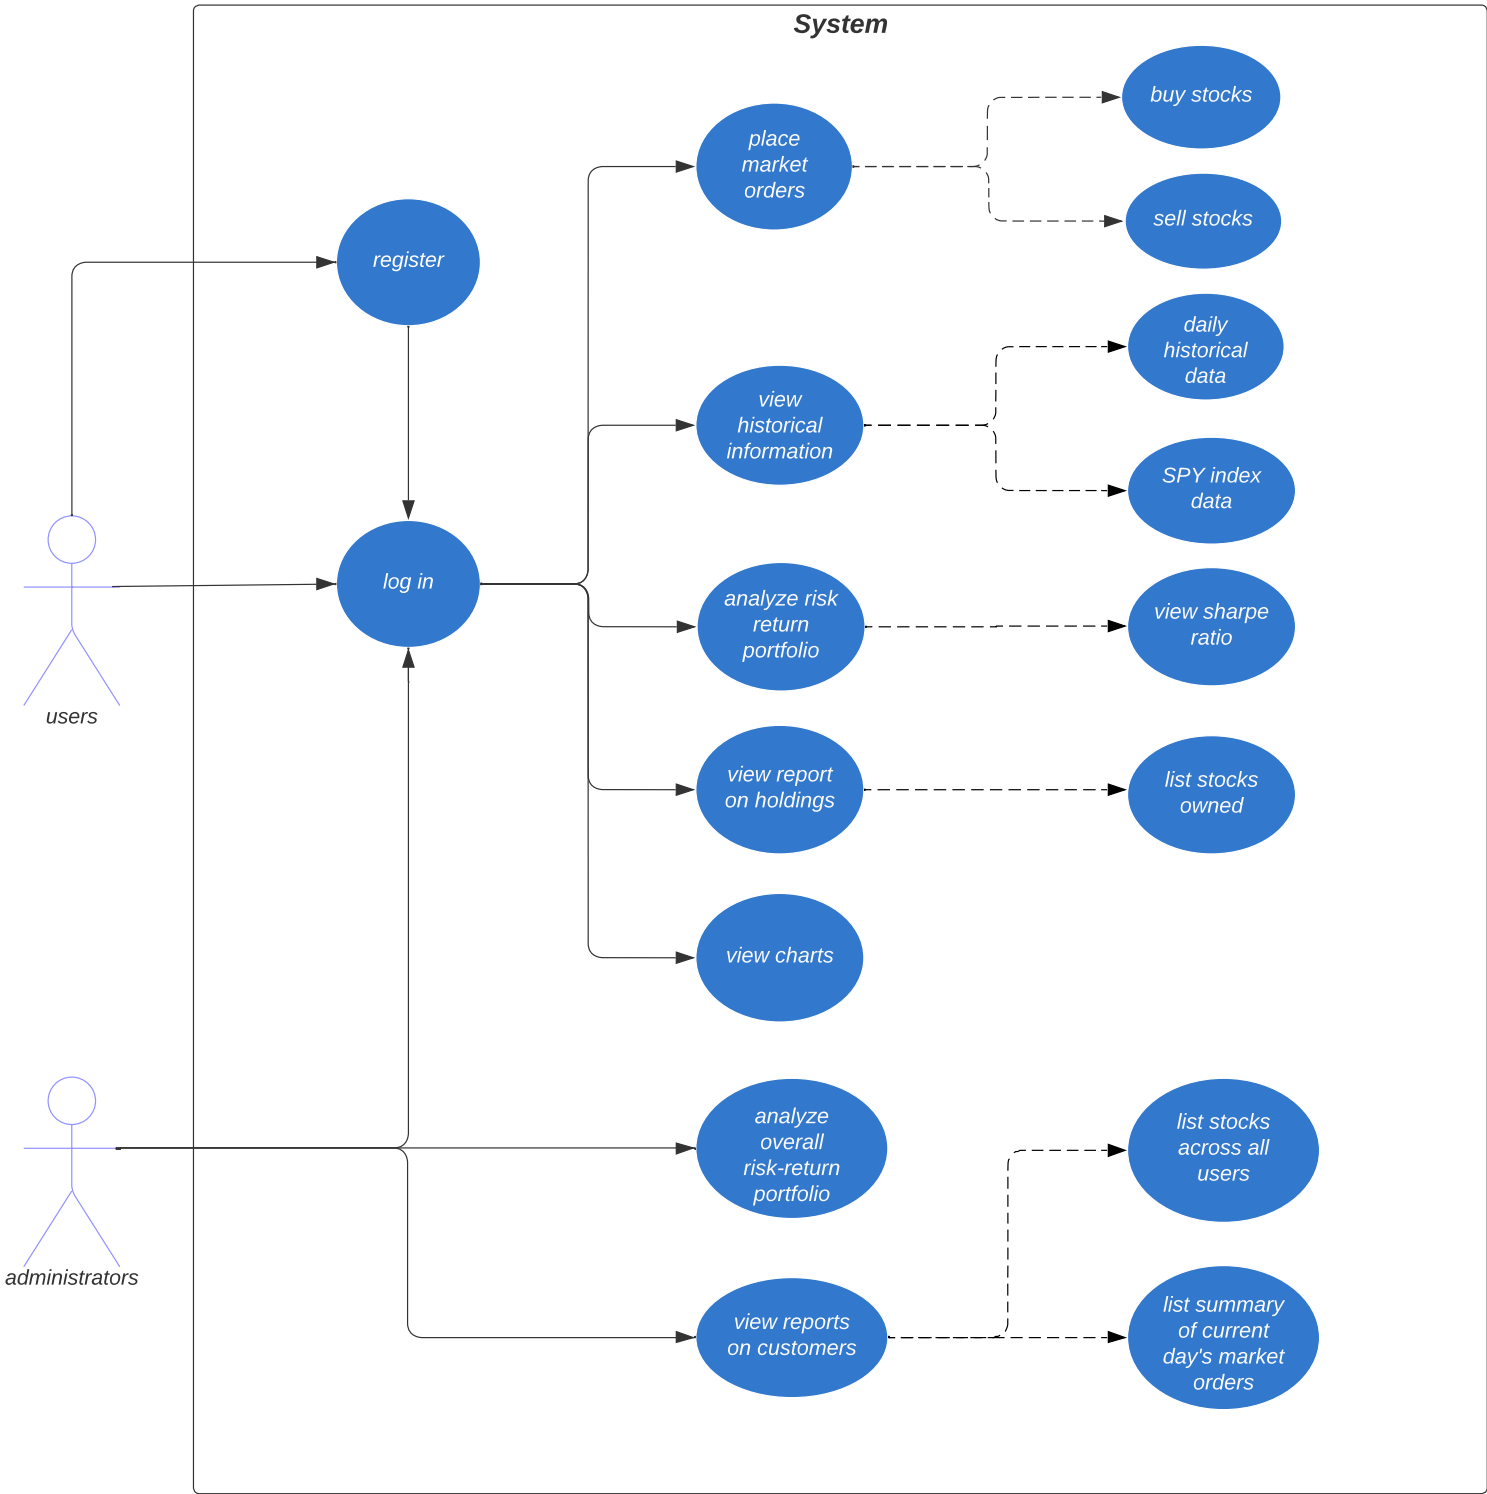 System
buy stocks
place
market
orders
sell stocks
register
daily
historical
data
view
historical
information
SPY index
data
log in
analyze risk
return
portfolio
view sharpe
ratio
users
view report
on holdings
list stocks
owned
view charts
analyze
overall
risk-return
portfolio
list stocks
across all
users
administrators
view reports
on customers
list summary
of current
day's market
orders